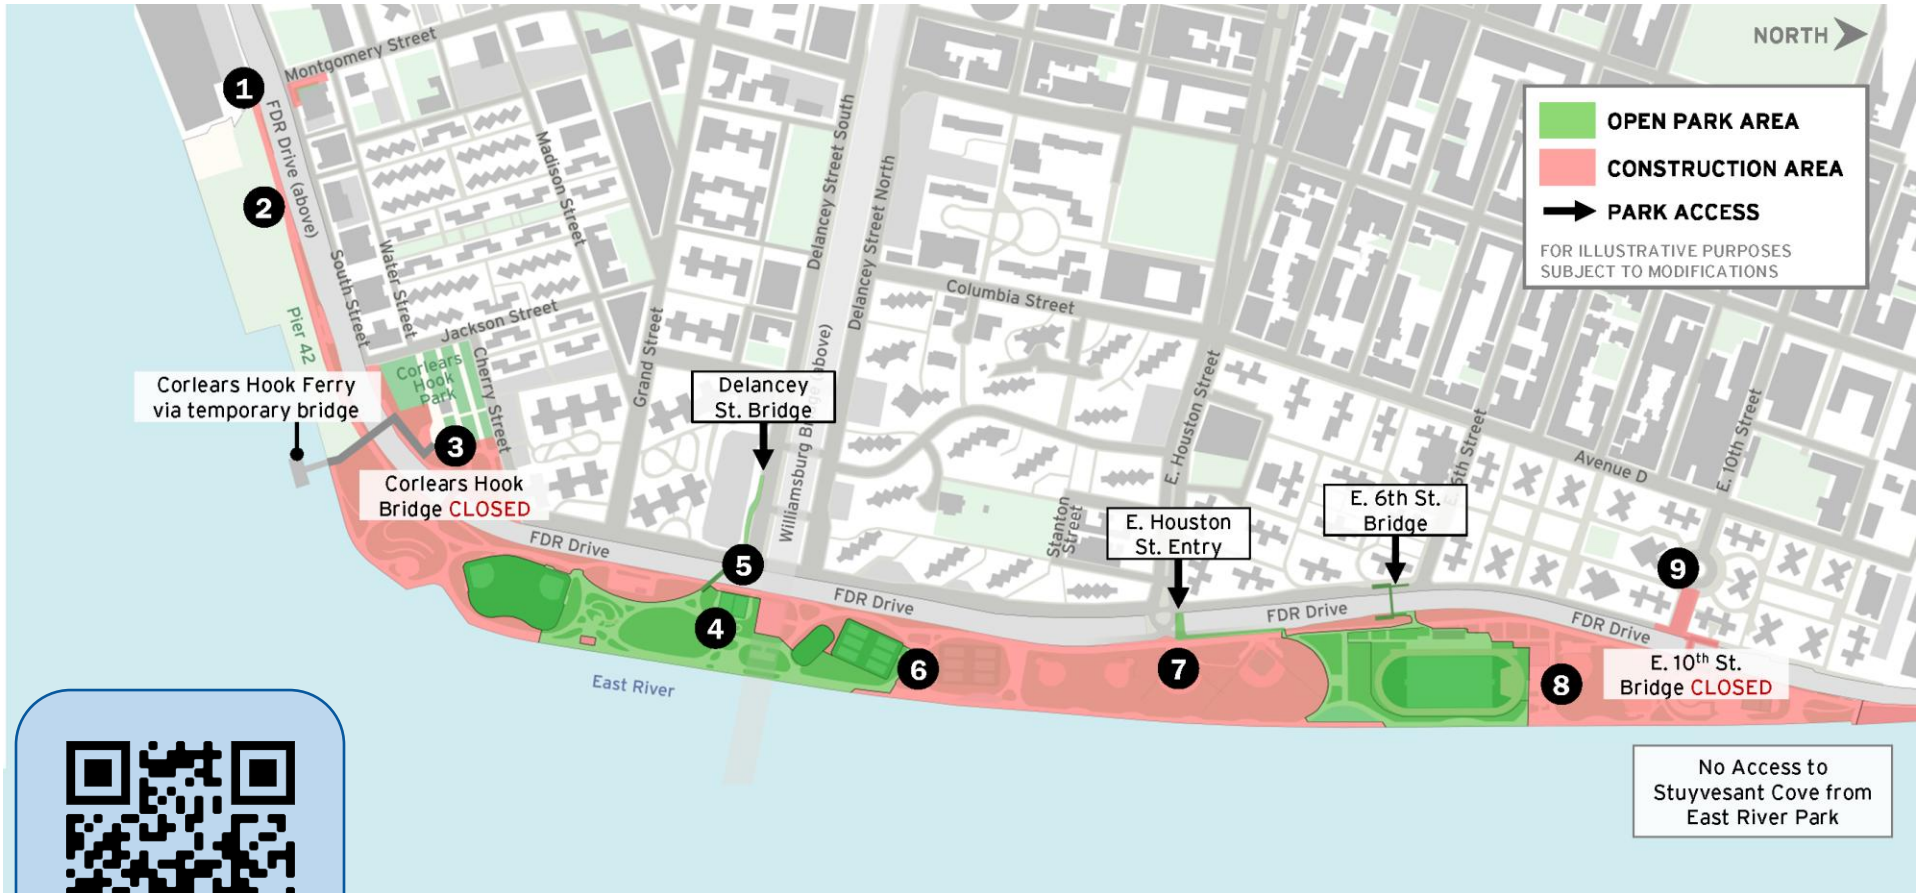 NORTH
OPEN PARK AREA
CONSTRUCTION AREA
PARK ACCESS
FOR ILLUSTRATIVE PURPOSES
SUBJECT TO MODIFICATIONS
Montgomery Street
1
FDR Drive (above)
2
Madison Street
Delancey Street South
Delancey Street North
South Street
Water Street
Jackson Street
Pier 42
Corlears
Hook
Park
Cherry Street
Grand Street
Columbia Street
Williamsburg Bridge (above)
Corlears Hook Ferry
via temporary bridge
Delancey
St. Bridge
3
Corlears Hook
Bridge CLOSED
E. Houston Street
E. 6th Street
Avenue D
E. 10th Street
Stanton
Street
E. Houston
St. Entry
E. 6th St.
Bridge
FDR Drive
5
FDR Drive
FDR Drive
FDR Drive
9
4
6
7
8
E. 10th St.
Bridge CLOSED
East River
No Access to
Stuyvesant Cove from
East River Park